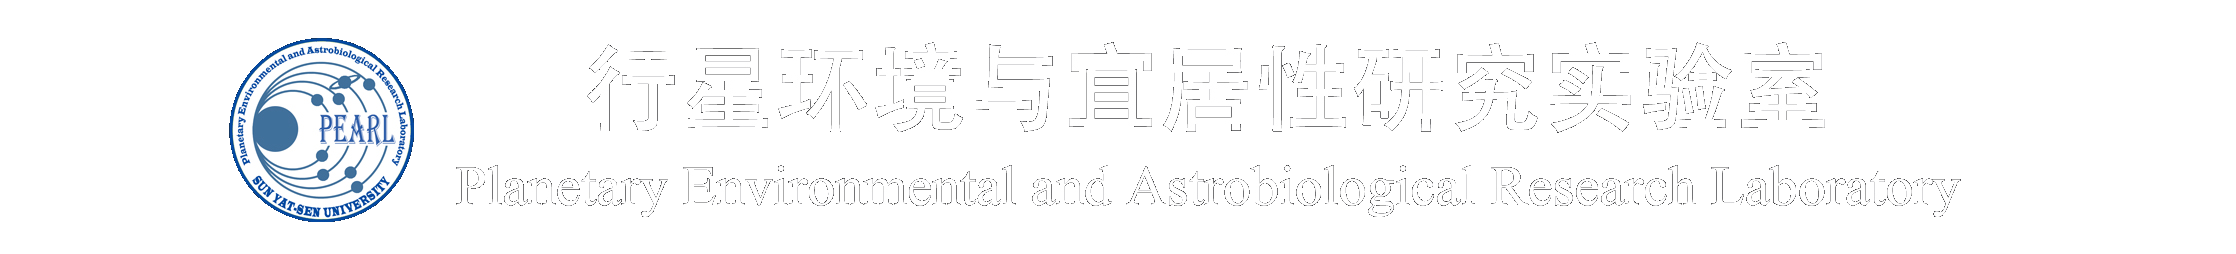 Planetary Environmental and Astrobiological Research Laboratory
PEARL
SUN YAT-SEN UNIVERSITY
行星环境与宜居性研究实验室
Planetary Environmental and Astrobiological Research Laboratory